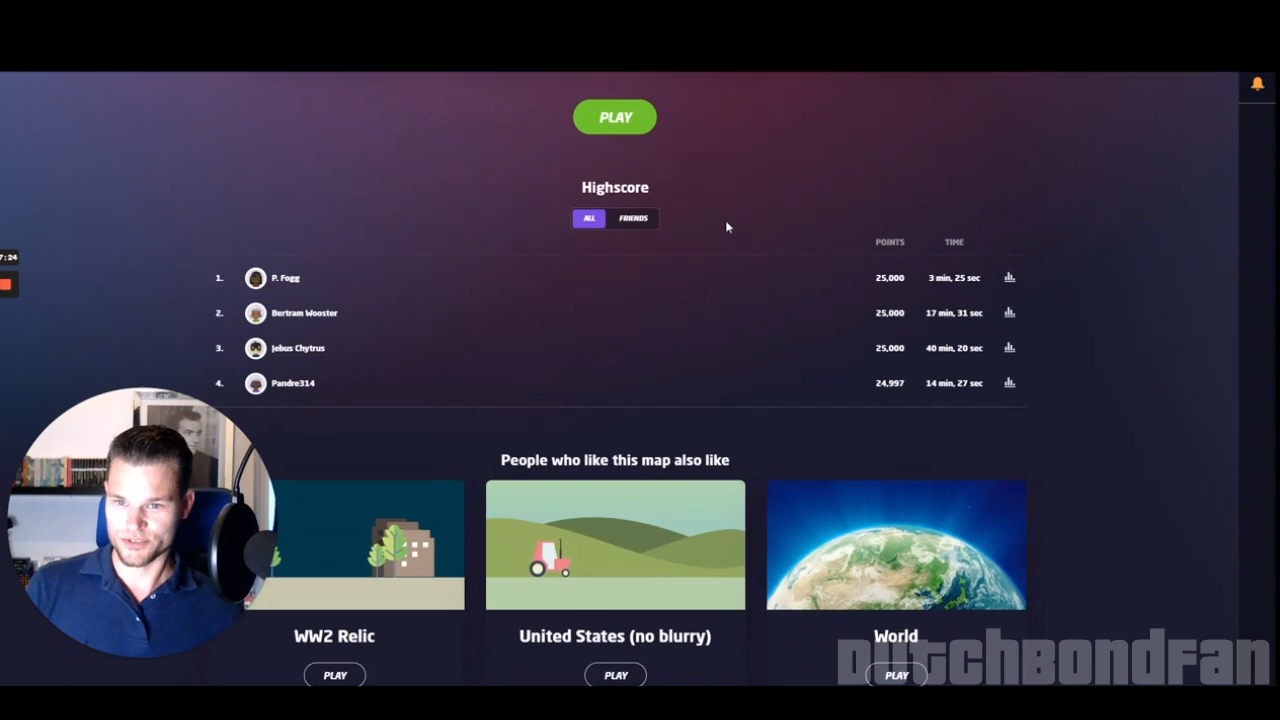 PLAY
Highscore
ALL FRIENDS
POINTS TIME
7:24
1. P. Fogg 25,000 3 min, 25 sec
2. Bertram Wooster 25,000 17 min, 31 sec
3. Jebus Chytrus 25,000 40 min, 20 sec
4. Pandre314 24,997 14 min, 27 sec
People who like this map also like
WW2 Relic United States (no blurry) World
PLAY PLAY PLAY
DUTCHBONDFAN